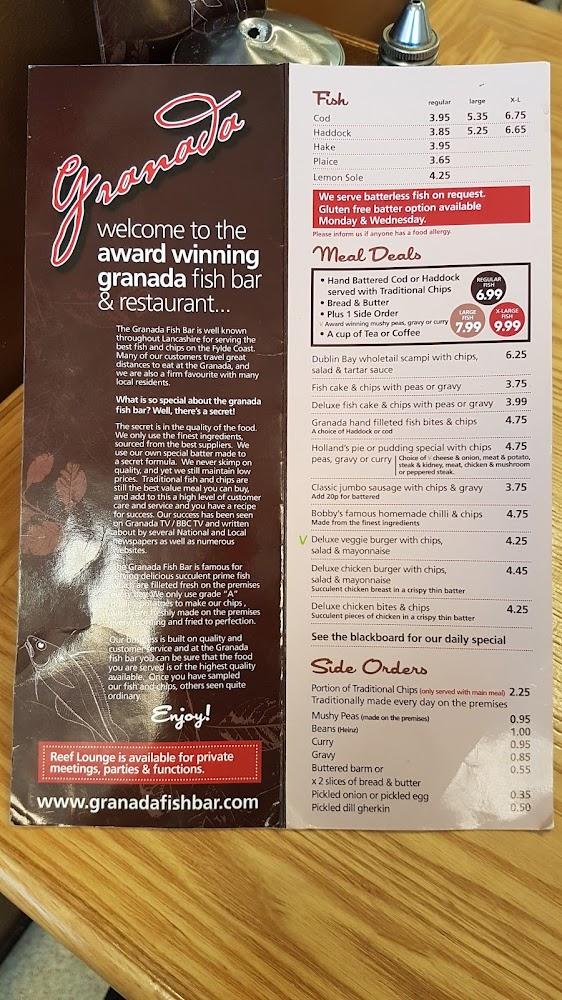 Granada
welcome to the
award winning
granada fish bar
& restaurant...
The Granada Fish Bar is well known
throughout Lancashire for serving the
best fish and chips on the Fylde Coast.
Many of our customers travel great
distances to eat at the Granada, and
we are also a firm favourite with many
local residents.
What is so special about the granada
fish bar? Well, there's a secret!
The secret is in the quality of the food.
We only use the finest ingredients,
sourced from the best suppliers. We
use our own special batter made to
a secret formula. We never skimp on
quality, and yet we still maintain low
prices. Traditional fish and chips are
still the best value meal you can buy,
and add to this a high level of customer
care and service and you have a recipe
for success. Our success has been seen
on Granada TV / BBC TV and written
about by several National and Local
newspapers as well as numerous
websites.
The Granada Fish Bar is famous for
serving delicious succulent prime fish
which are filleted fresh on the premises
every day. We only use grade "A"
potatoes to make our chips,
which are freshly made on the premises
every morning and fried to perfection.
Our business is built on quality and
customer service and at the Granada
fish bar you can be sure that the food
you are served is of the highest quality
available. Once you have sampled
our fish and chips, others seem quite
ordinary.
Enjoy!
Reef Lounge is available for private
meetings, parties & functions.
www.granadafishbar.com
Fish regular large X-L
Cod 3.95 5.35 6.75
Haddock 3.85 5.25 6.65
Hake 3.95
Plaice 3.65
Lemon Sole 4.25
We serve batterless fish on request.
Gluten free batter option available
Monday & Wednesday.
Please inform us if anyone has a food allergy.
Meal Deals
• Hand Battered Cod or Haddock
served with Traditional Chips
• Bread & Butter
• Plus 1 Side Order
V Award winning mushy peas, gravy or curry
• A cup of Tea or Coffee
REGULAR
FISH
6.99
LARGE
FISH
7.99
X-LARGE
FISH
9.99
Dublin Bay wholetail scampi with chips, 6.25
salad & tartar sauce
Fish cake & chips with peas or gravy 3.75
Deluxe fish cake & chips with peas or gravy 3.99
Granada hand filleted fish bites & chips 4.75
A choice of Haddock or cod
Holland's pie or pudding special with chips 4.75
peas, gravy or curry | Choice of V cheese & onion, meat & potato,
steak & kidney, meat, chicken & mushroom
or peppered steak.
Classic jumbo sausage with chips & gravy 3.75
Add 20p for battered
Bobby's famous homemade chilli & chips 4.75
Made from the finest ingredients
V Deluxe veggie burger with chips, 4.25
salad & mayonnaise
Deluxe chicken burger with chips, 4.45
salad & mayonnaise
Succulent chicken breast in a crispy thin batter
Deluxe chicken bites & chips 4.25
Succulent pieces of chicken in a crispy thin batter
See the blackboard for our daily special
Side Orders
Portion of Traditional Chips (only served with main meal) 2.25
Traditionally made every day on the premises
Mushy Peas (made on the premises) 0.95
Beans (Heinz) 1.00
Curry 0.95
Gravy 0.85
Buttered barm or 0.55
x 2 slices of bread & butter
Pickled onion or pickled egg 0.35
Pickled dill gherkin 0.50